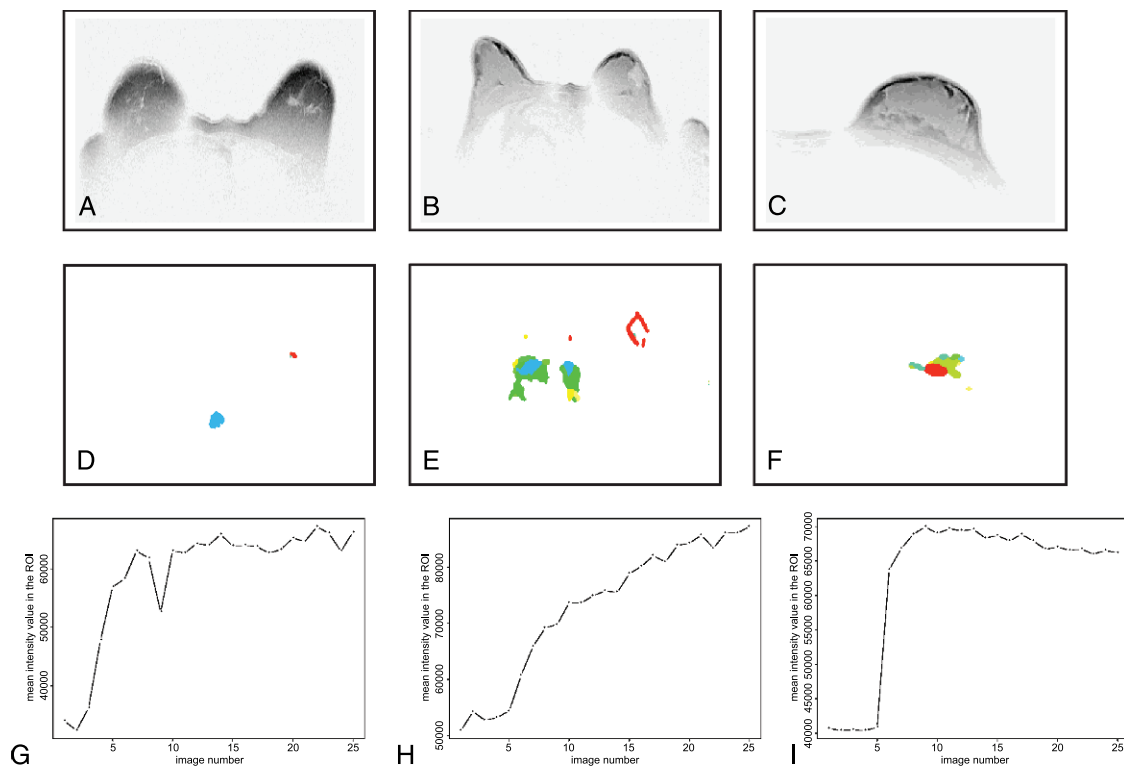 A
B
C
D
E
F
mean intensity value in the ROI
40000
50000
60000
5
10
15
20
25
image number
G
mean intensity value in the ROI
50000
60000
70000
80000
5
10
15
20
25
image number
H
mean intensity value in the ROI
40000
45000
50000
55000
60000
65000
70000
5
10
15
20
25
image number
I